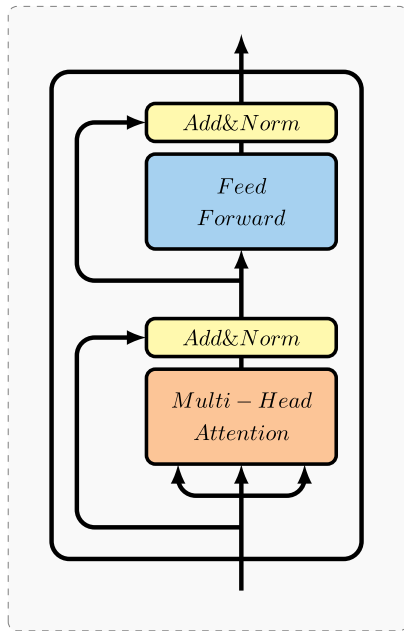 Add&Norm
Feed
Forward
Add&Norm
Multi − Head
Attention